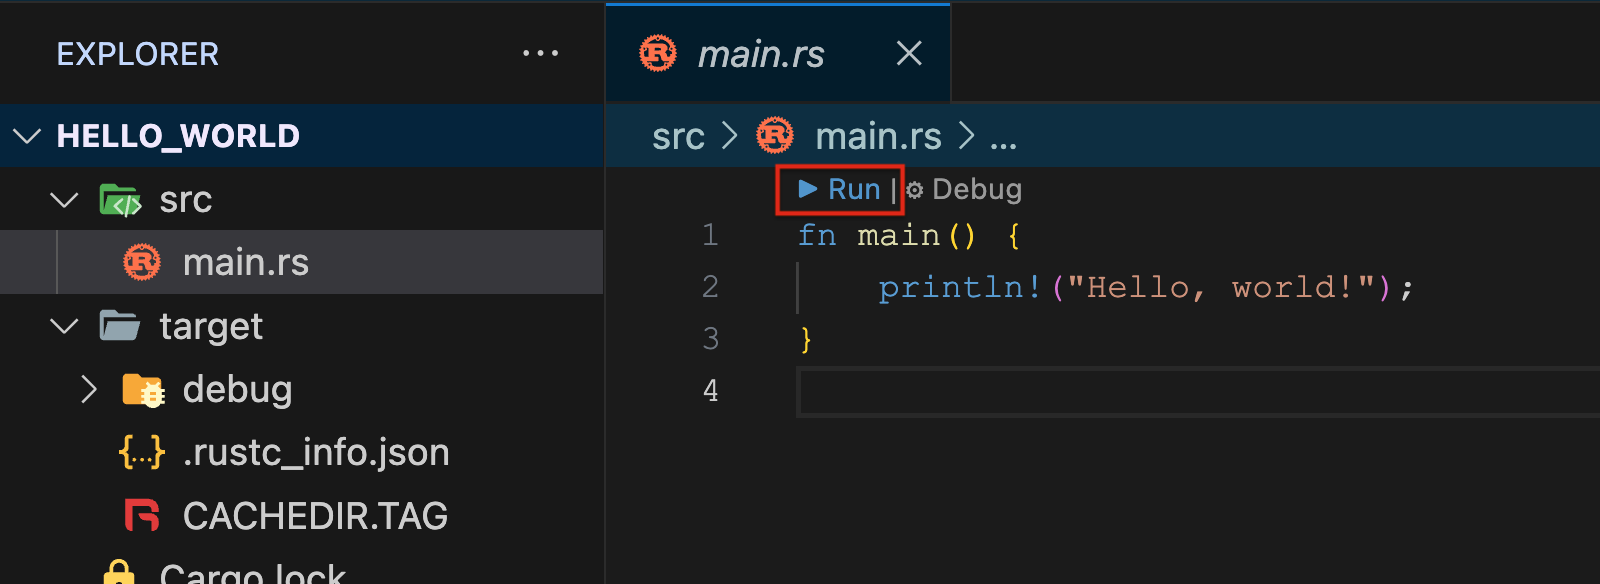 EXPLORER ...
HELLO_WORLD
src
main.rs
target
debug
.rustc_info.json
CACHEDIR.TAG
Cargo.lock
main.rs
src > main.rs > ...
Run | Debug
1 fn main() {
2 println!("Hello, world!");
3 }
4